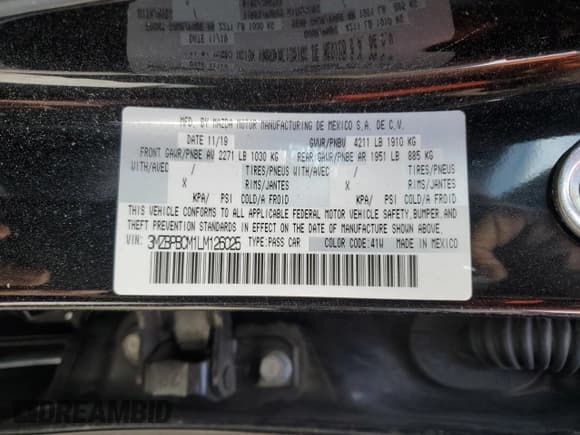 MFD. BY MAZDA MOTOR MANUFACTURING DE MEXICO S.A. DE C.V.
DATE 11/19 GVWR/PNBV 4211 LB 1910 KG
FRONT GAWR/PNBE AV 2271 LB 1030 KG REAR GAWR/PNBE AR 1951 LB 885 KG
WITH/AVEC / TIRES/PNEUS WITH/AVEC / TIRES/PNEUS
X RIMS/JANTES X RIMS/JANTES
KPA/ PSI COLD/A FROID KPA/ PSI COLD/A FROID
THIS VEHICLE CONFORMS TO ALL APPLICABLE FEDERAL MOTOR VEHICLE SAFETY, BUMPER, AND
THEFT PREVENTION STANDARDS IN EFFECT ON THE DATE OF MANUFACTURE SHOWN ABOVE.
VIN: 3MZBPBCM1LM126026 TYPE:PASS CAR COLOR CODE:41W MADE IN MEXICO
DREAMBID